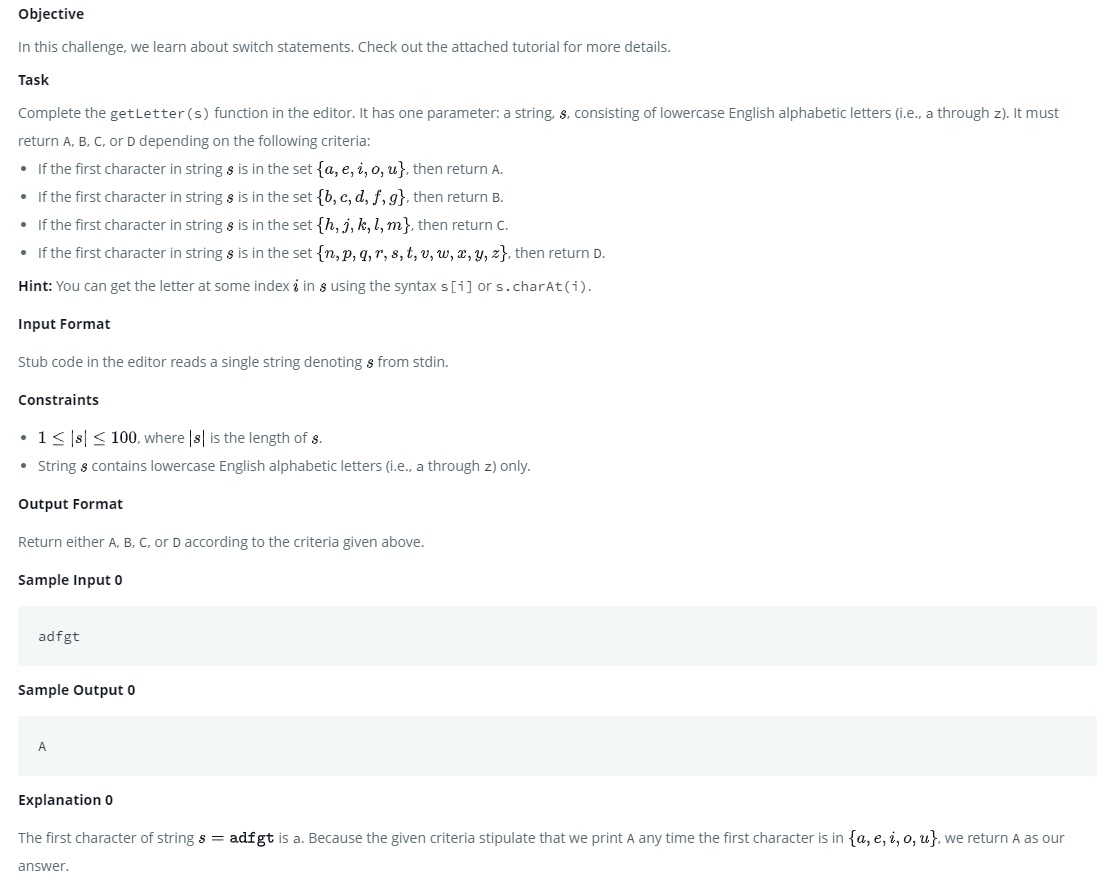 Objective
In this challenge, we learn about switch statements. Check out the attached tutorial for more details.
Task
Complete the getLetter(s) function in the editor. It has one parameter: a string, s, consisting of lowercase English alphabetic letters (i.e., a through z). It must
return A, B, C, or D depending on the following criteria:
• If the first character in string s is in the set {a, e, i, o, u}, then return A.
• If the first character in string s is in the set {b, c, d, f, g}, then return B.
• If the first character in string s is in the set {h, j, k, l, m}, then return C.
• If the first character in string s is in the set {n, p, q, r, s, t, v, w, x, y, z}, then return D.
Hint: You can get the letter at some index i in s using the syntax s[i] or s.charAt(i).
Input Format
Stub code in the editor reads a single string denoting s from stdin.
Constraints
• 1 ≤ |s| ≤ 100, where |s| is the length of s.
• String s contains lowercase English alphabetic letters (i.e., a through z) only.
Output Format
Return either A, B, C, or D according to the criteria given above.
Sample Input 0
adfgt
Sample Output 0
A
Explanation 0
The first character of string s = adfgt is a. Because the given criteria stipulate that we print A any time the first character is in {a, e, i, o, u}, we return A as our
answer.